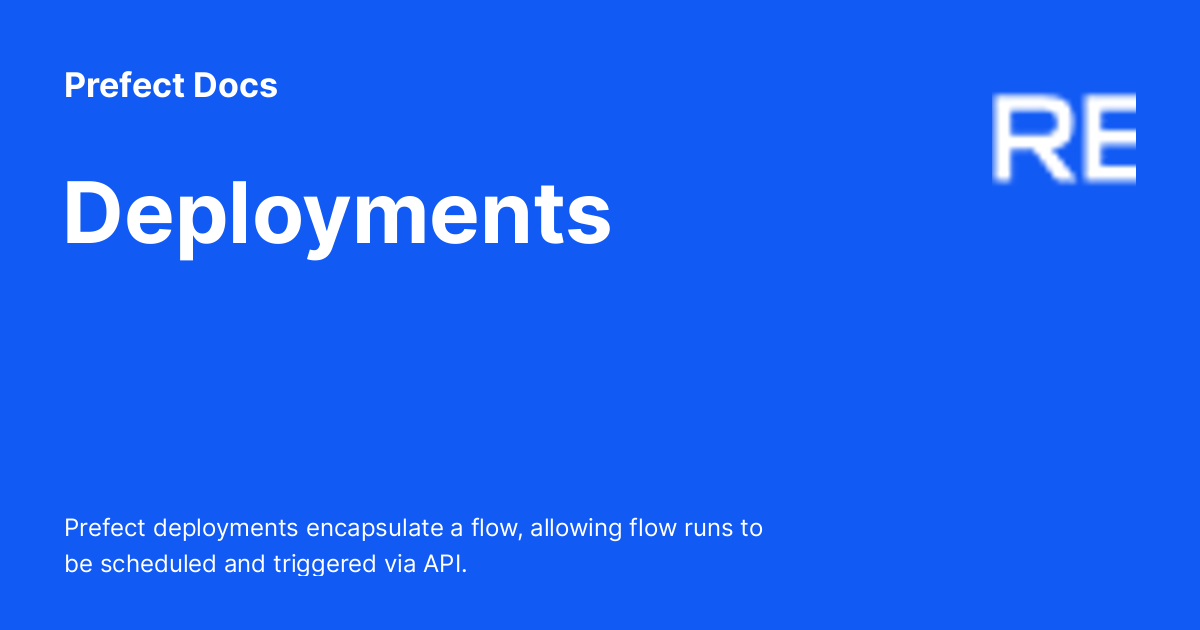 Prefect Docs
RE
Deployments
Prefect deployments encapsulate a flow, allowing flow runs to
be scheduled and triggered via API.